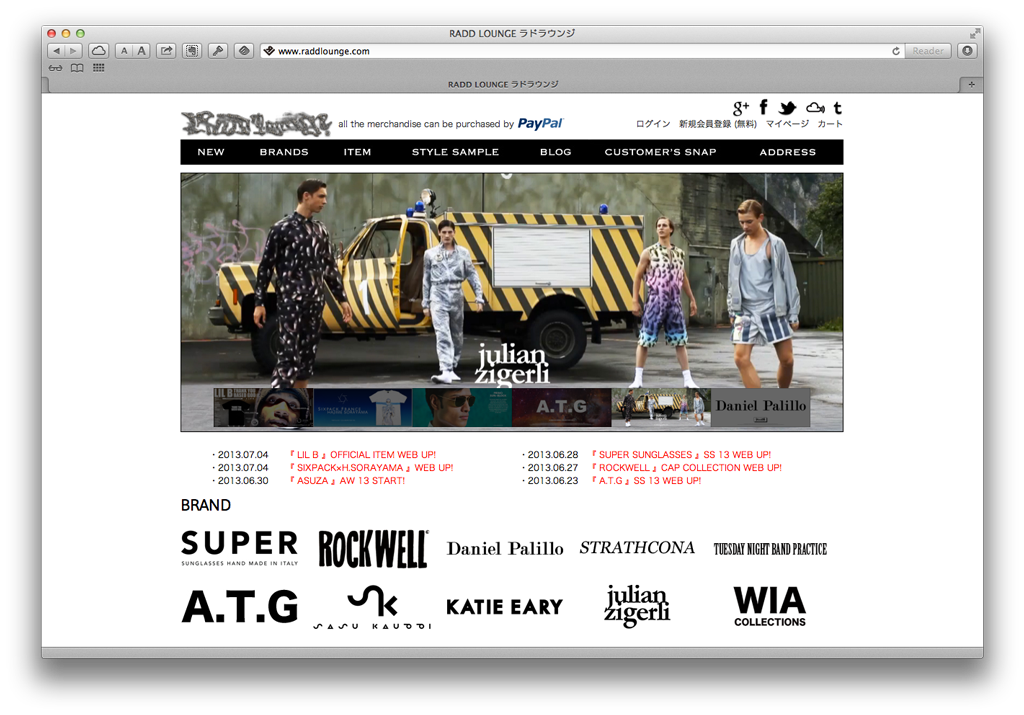 RADD LOUNGE ラドラウンジ
A A
www.raddlounge.com
Reader
RADD LOUNGE ラドラウンジ
RADD LOUNGE all the merchandise can be purchased by PayPal
g+ f t
ログイン 新規会員登録 (無料) マイページ カート
NEW BRANDS ITEM STYLE SAMPLE BLOG CUSTOMER'S SNAP ADDRESS
julian
zigerli
LIL B
A.T.G
Daniel Palillo
・2013.07.04 『 LIL B 』OFFICIAL ITEM WEB UP!
・2013.07.04 『 SIXPACK×H.SORAYAMA 』WEB UP!
・2013.06.30 『 ASUZA 』AW 13 START!
・2013.06.28 『 SUPER SUNGLASSES 』SS 13 WEB UP!
・2013.06.27 『 ROCKWELL 』CAP COLLECTION WEB UP!
・2013.06.23 『 A.T.G 』SS 13 WEB UP!
BRAND
SUPER
SUNGLASSES HAND MADE IN ITALY
ROCKWELL
Daniel Palillo
STRATHCONA
TUESDAY NIGHT BAND PRACTICE
A.T.G
SK
SASU KAUPPI
KATIE EARY
julian
zigerli
WIA
COLLECTIONS